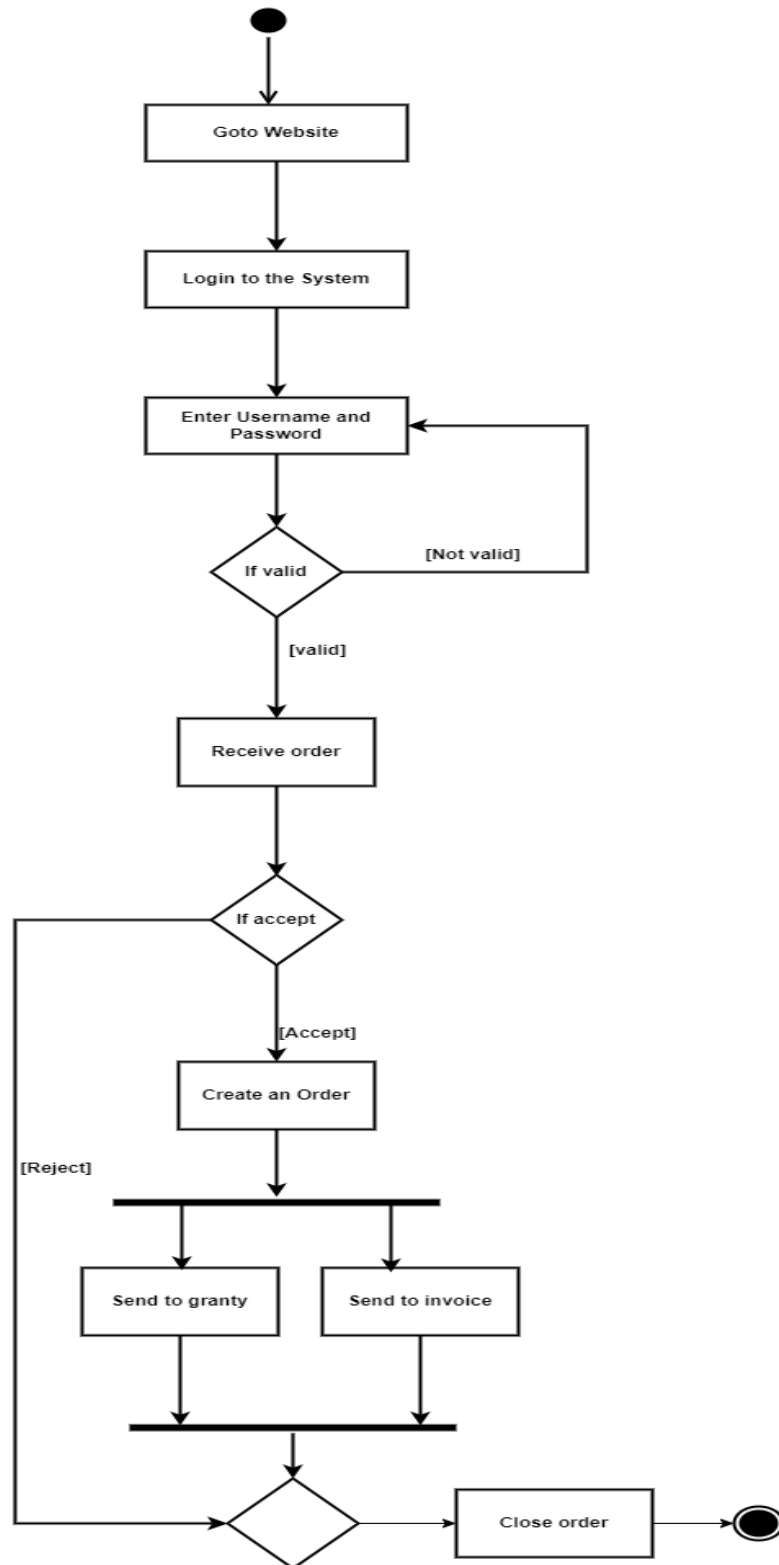 Goto Website
Login to the System
Enter Username and
Password
If valid
[Not valid]
[valid]
Receive order
If accept
[Accept]
Create an Order
[Reject]
Send to granty
Send to invoice
Close order